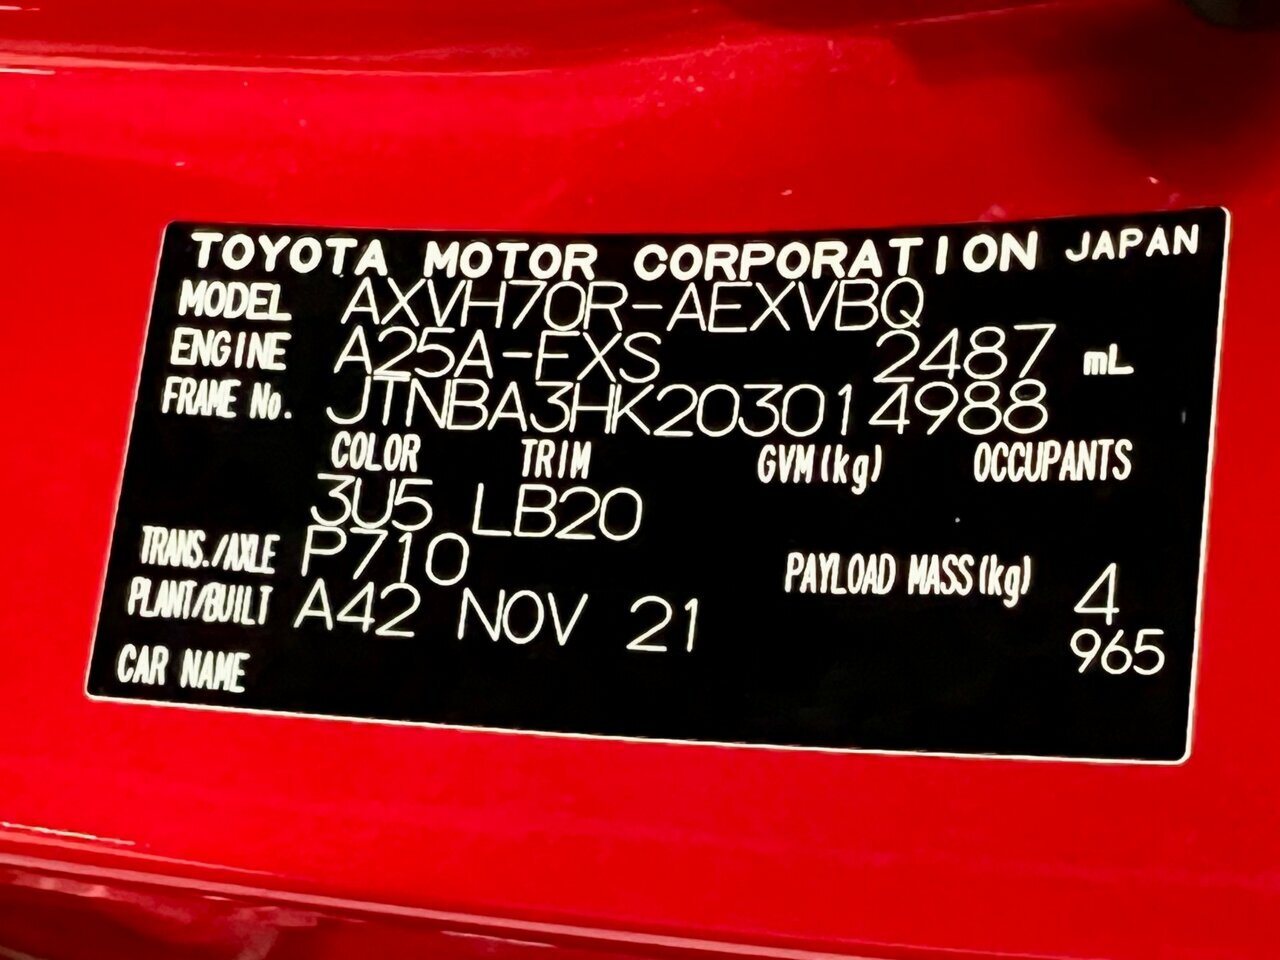 TOYOTA MOTOR CORPORATION JAPAN
MODEL AXVH70R-AEXVBQ
ENGINE A25A-FXS 2487 mL
FRAME No. JTNBA3HK203014988
COLOR TRIM GVM(kg) OCCUPANTS
3U5 LB20
TRANS./AXLE P710 PAYLOAD MASS(kg) 4
PLANT/BUILT A42 NOV 21 965
CAR NAME